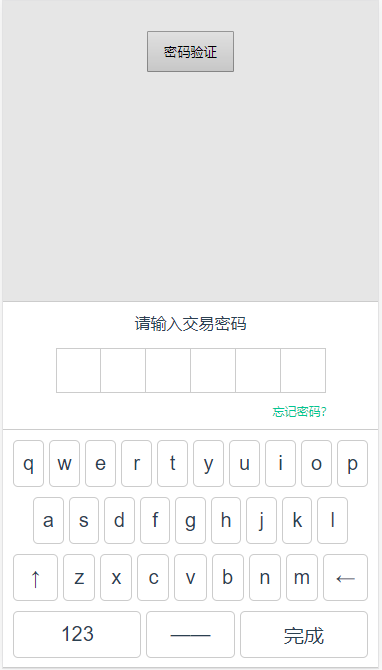 密码验证
请输入交易密码
忘记密码?
q w e r t y u i o p
a s d f g h j k l
↑ z x c v b n m ←
123 —— 完成